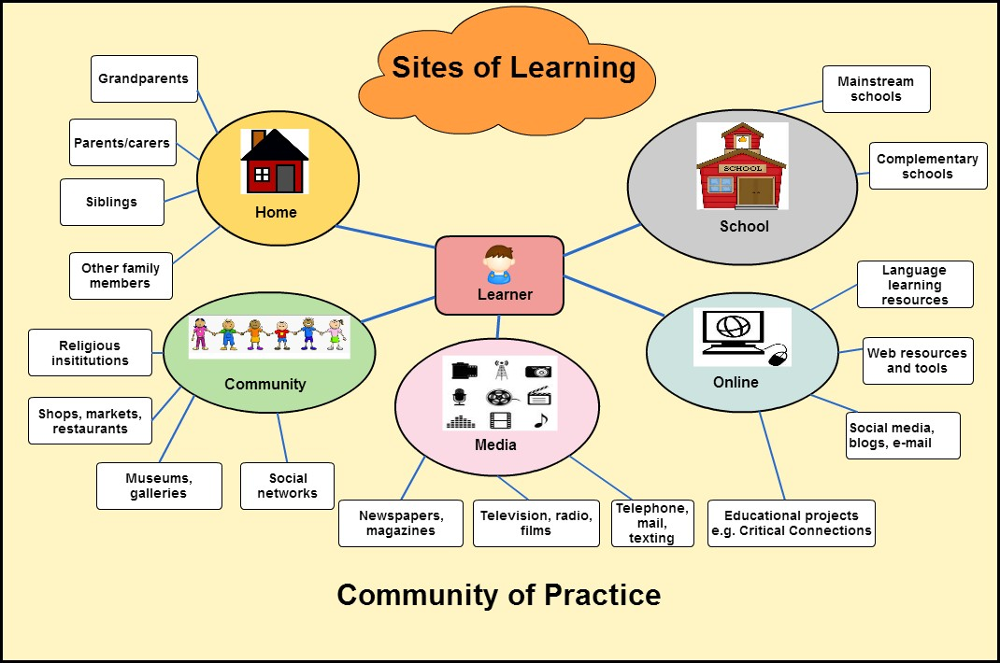 Sites of Learning
Grandparents
Parents/carers
Siblings
Other family
members
Home
SCHOOL
School
Mainstream
schools
Complementary
schools
Learner
Religious
insititutions
Shops, markets,
restaurants
Museums,
galleries
Social
networks
Community
Media
Newspapers,
magazines
Television, radio,
films
Telephone,
mail,
texting
Online
Language
learning
resources
Web resources
and tools
Social media,
blogs, e-mail
Educational projects
e.g. Critical Connections
Community of Practice